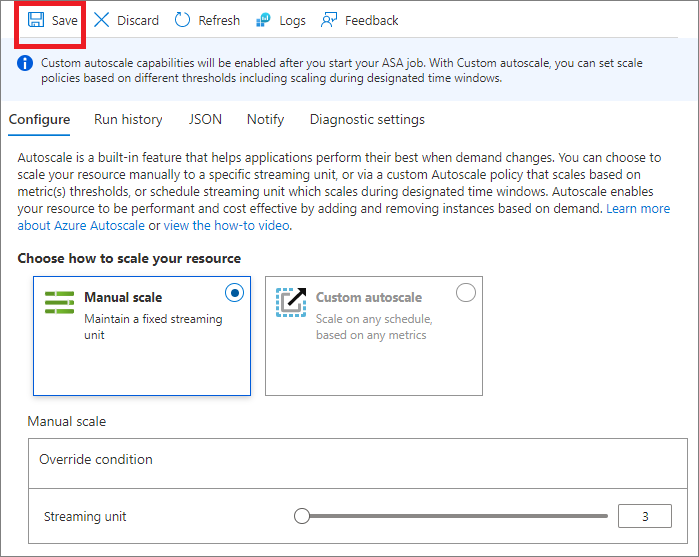 Save Discard Refresh Logs Feedback
Custom autoscale capabilities will be enabled after you start your ASA job. With Custom autoscale, you can set scale
policies based on different thresholds including scaling during designated time windows.
Configure Run history JSON Notify Diagnostic settings
Autoscale is a built-in feature that helps applications perform their best when demand changes. You can choose to
scale your resource manually to a specific streaming unit, or via a custom Autoscale policy that scales based on
metric(s) thresholds, or schedule streaming unit which scales during designated time windows. Autoscale enables
your resource to be performant and cost effective by adding and removing instances based on demand. Learn more
about Azure Autoscale or view the how-to video.
Choose how to scale your resource
Manual scale
Maintain a fixed streaming
unit
Custom autoscale
Scale on any schedule,
based on any metrics
Manual scale
Override condition
Streaming unit 3